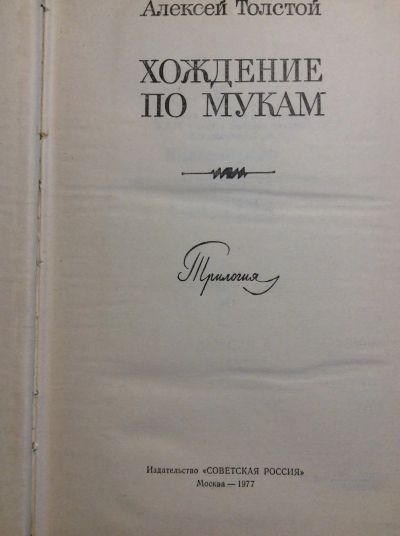 Алексей Толстой
ХОЖДЕНИЕ
ПО МУКАМ
Трилогия
Издательство «СОВЕТСКАЯ РОССИЯ»
Москва — 1977